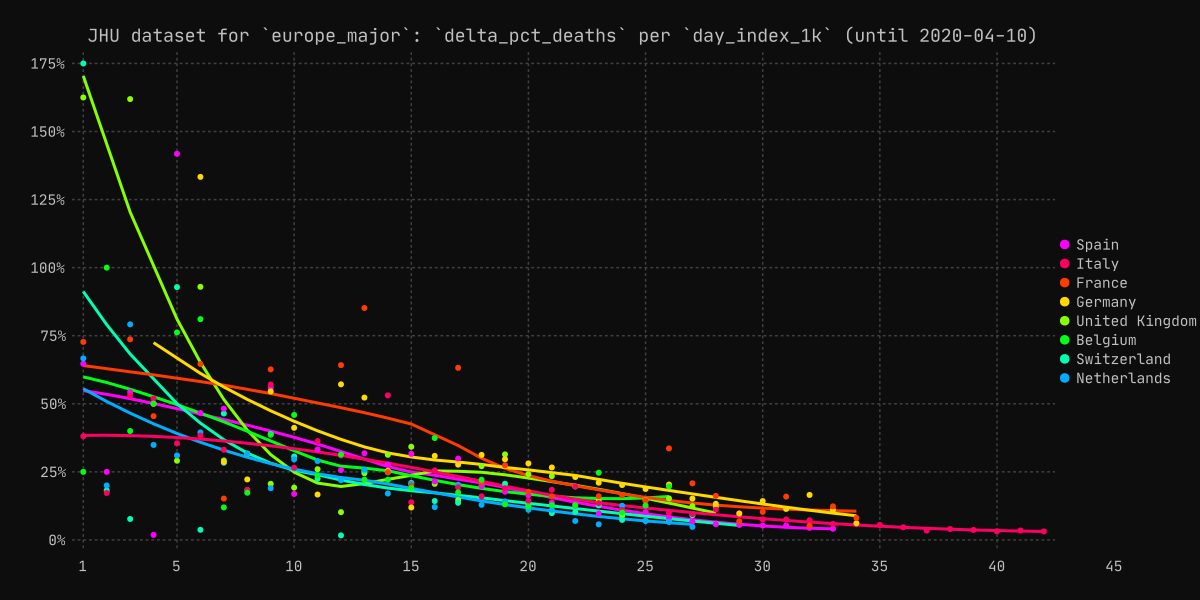 JHU dataset for `europe_major`: `delta_pct_deaths` per `day_index_1k` (until 2020-04-10)
175%
150%
125%
100%
75%
50%
25%
0%
1 5 10 15 20 25 30 35 40 45
Spain
Italy
France
Germany
United Kingdom
Belgium
Switzerland
Netherlands